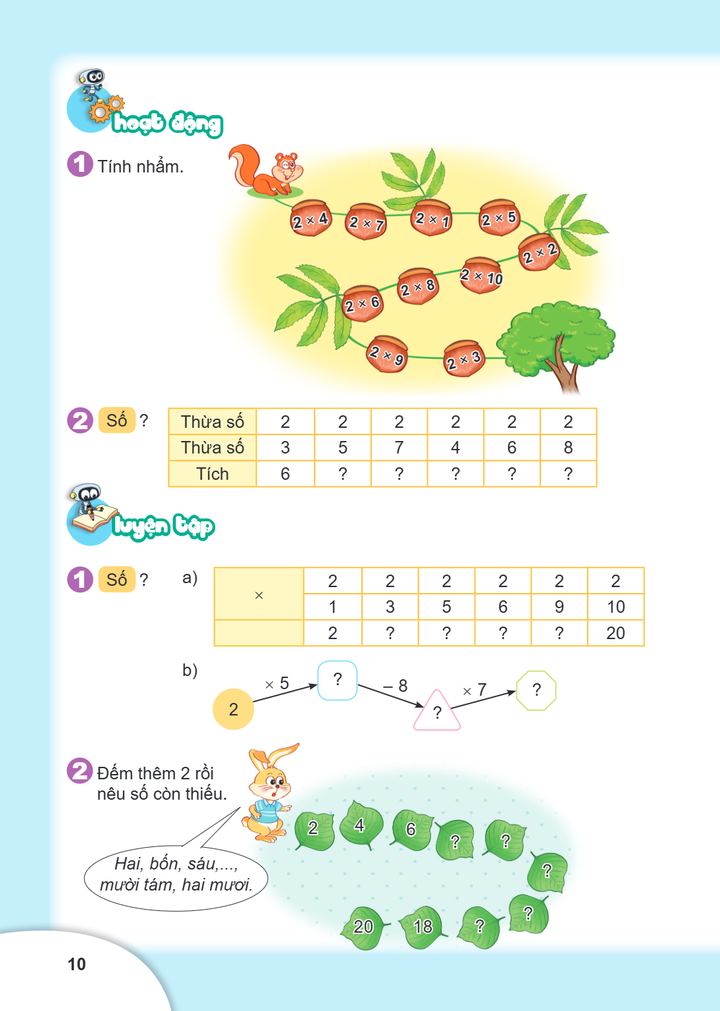 hoạt động
1 Tính nhẩm.
2 × 4
2 × 7
2 × 1
2 × 5
2 × 2
2 × 10
2 × 8
2 × 6
2 × 9
2 × 3
2 Số ?
Thừa số 2 2 2 2 2 2
Thừa số 3 5 7 4 6 8
Tích 6 ? ? ? ? ?
luyện tập
1 Số ? a)
× 2 2 2 2 2 2
1 3 5 6 9 10
2 ? ? ? ? 20
b)
2 × 5 ? – 8 ? × 7 ?
2 Đếm thêm 2 rồi
nêu số còn thiếu.
Hai, bốn, sáu,...,
mười tám, hai mươi.
2 4 6 ? ? ?
20 18 ? ?
10